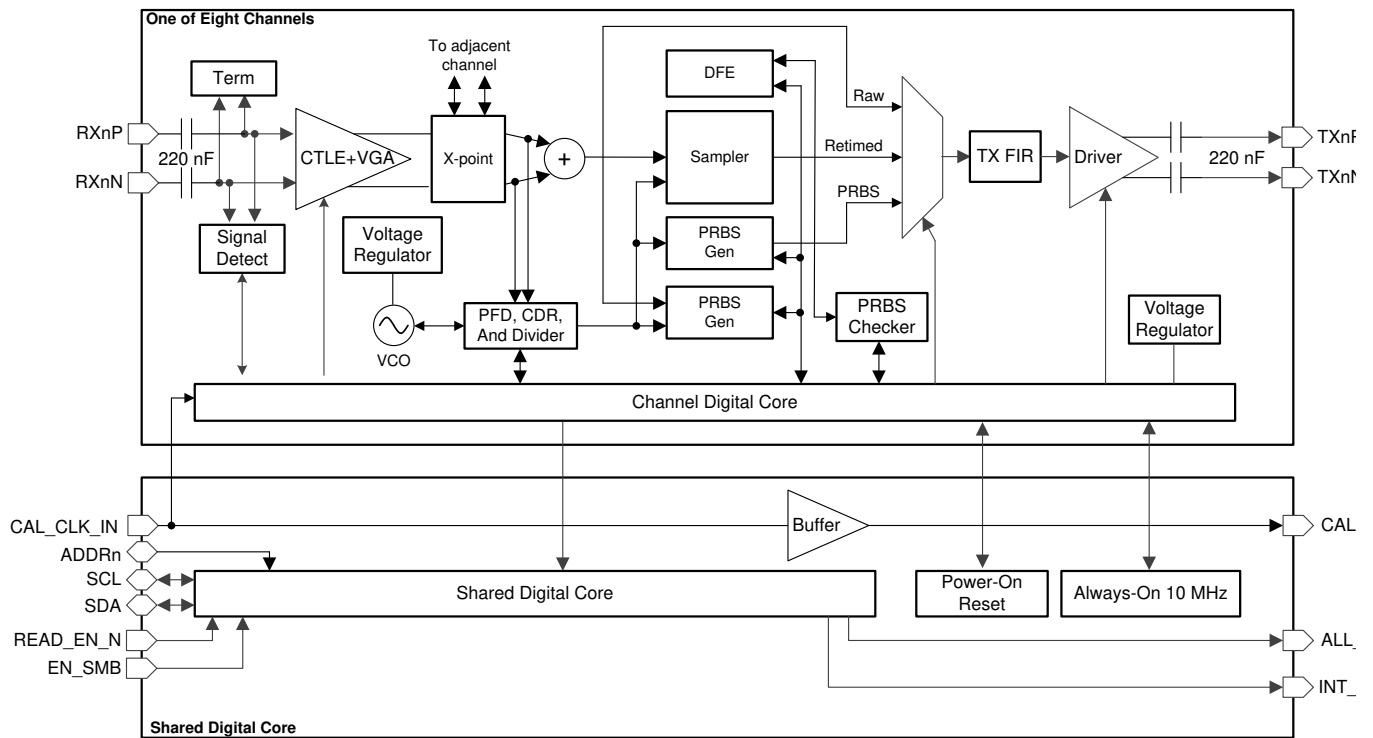 One of Eight Channels
To adjacent
channel
Term
DFE
Raw
RXnP
220 nF
RXnN
CTLE+VGA
X-point
+
Sampler
Retimed
TX FIR
Driver
220 nF
TXnP
TXnN
PRBS
Signal
Detect
Voltage
Regulator
PRBS
Gen
VCO
PFD, CDR,
And Divider
PRBS
Gen
PRBS
Checker
Voltage
Regulator
Channel Digital Core
CAL_CLK_IN
Buffer
CAL
ADDRn
SCL
SDA
Shared Digital Core
Power-On
Reset
Always-On 10 MHz
READ_EN_N
EN_SMB
ALL_
INT_
Shared Digital Core